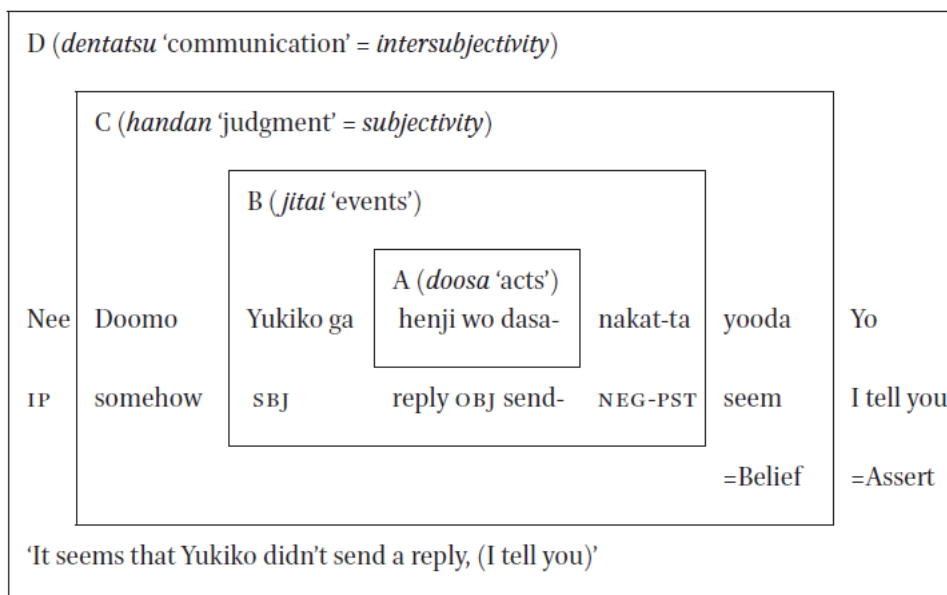 D (dentatsu ‘communication’ = intersubjectivity)
C (handan ‘judgment’ = subjectivity)
B (jitai ‘events’)
A (doosa ‘acts’)
Nee Doomo Yukiko ga henji wo dasa- nakat-ta yooda Yo
IP somehow SBJ reply OBJ send- NEG-PST seem I tell you
=Belief =Assert
‘It seems that Yukiko didn’t send a reply, (I tell you)’